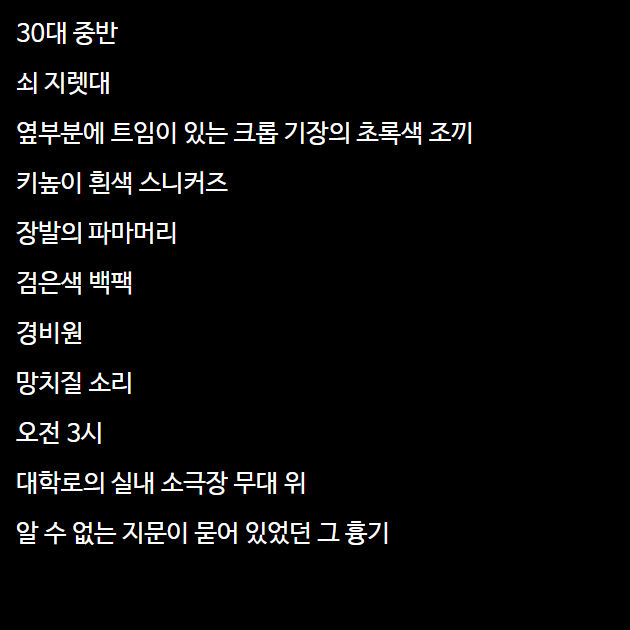 30대 중반
쇠 지렛대
옆부분에 트임이 있는 크롭 기장의 초록색 조끼
키높이 흰색 스니커즈
장발의 파마머리
검은색 백팩
경비원
망치질 소리
오전 3시
대학로의 실내 소극장 무대 위
알 수 없는 지문이 묻어 있었던 그 흉기